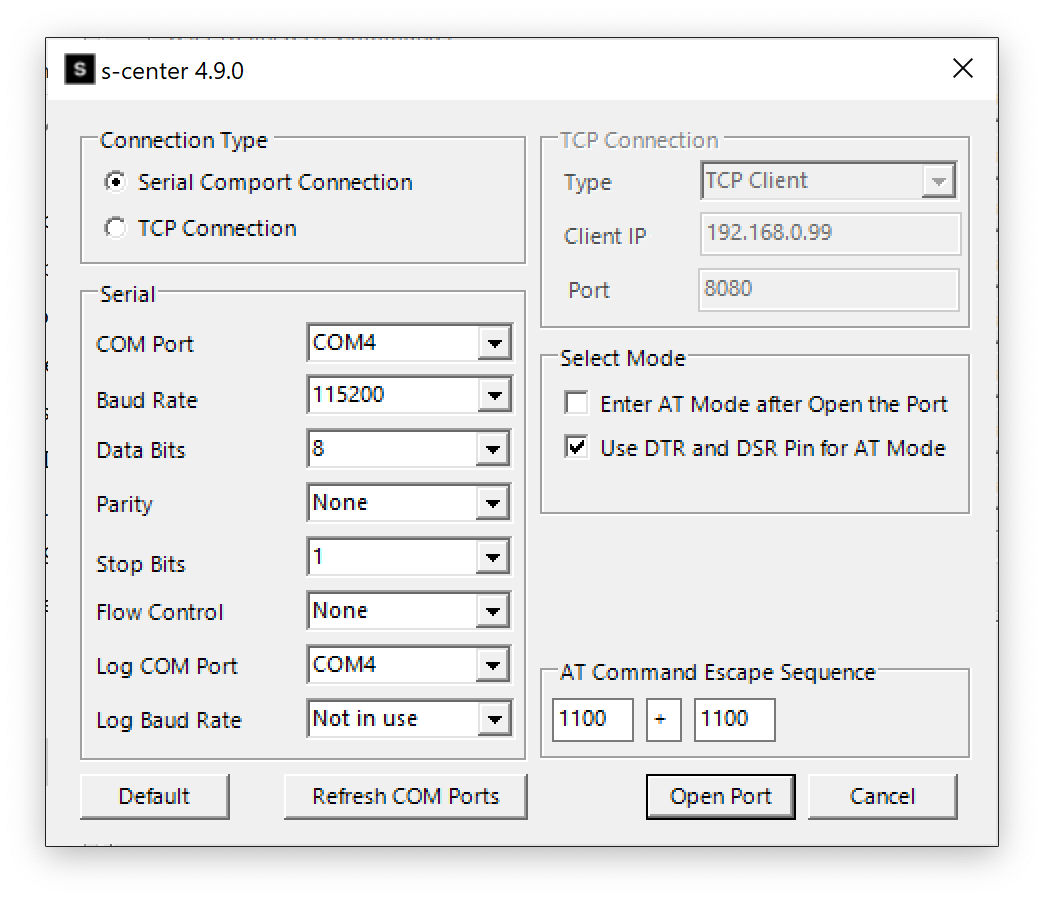 S s-center 4.9.0
Connection Type
Serial Comport Connection
TCP Connection
Serial
COM Port COM4
Baud Rate 115200
Data Bits 8
Parity None
Stop Bits 1
Flow Control None
Log COM Port COM4
Log Baud Rate Not in use
TCP Connection
Type TCP Client
Client IP 192.168.0.99
Port 8080
Select Mode
Enter AT Mode after Open the Port
Use DTR and DSR Pin for AT Mode
AT Command Escape Sequence
1100 + 1100
Default Refresh COM Ports Open Port Cancel